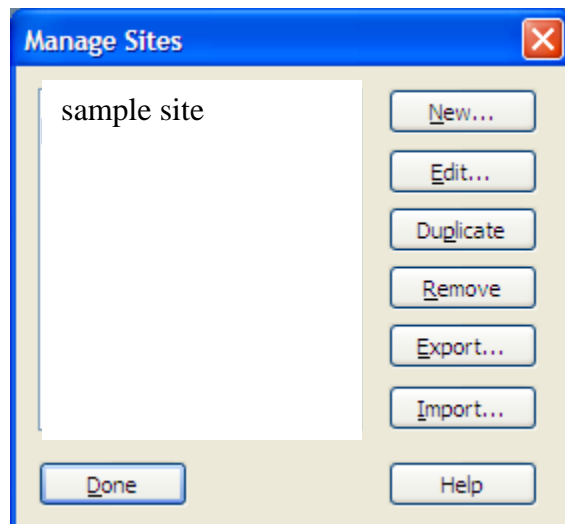 Manage Sites
sample site
New...
Edit...
Duplicate
Remove
Export...
Import...
Done
Help